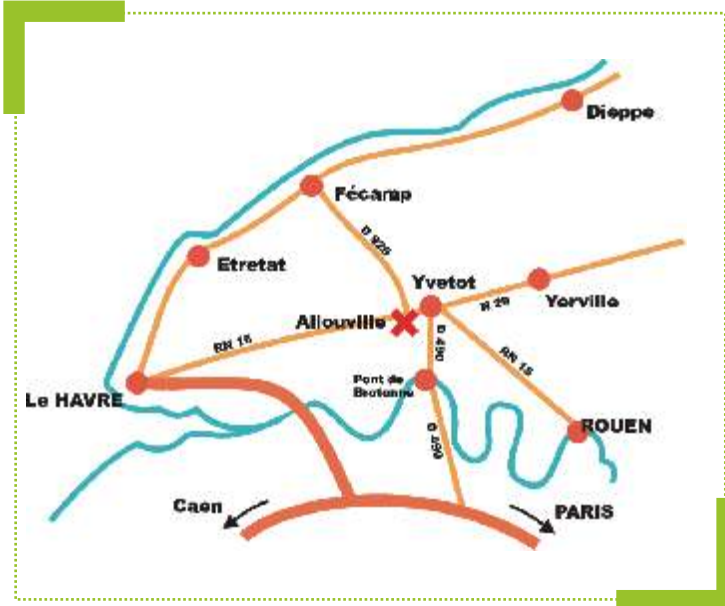 Dieppe
Fécamp
D 926
Etretat
Yvetot
Yerville
N 29
Allouville
RN 15
D 490
RN 15
Pont de
Brotonne
Le HAVRE
ROUEN
D 490
Caen
PARIS